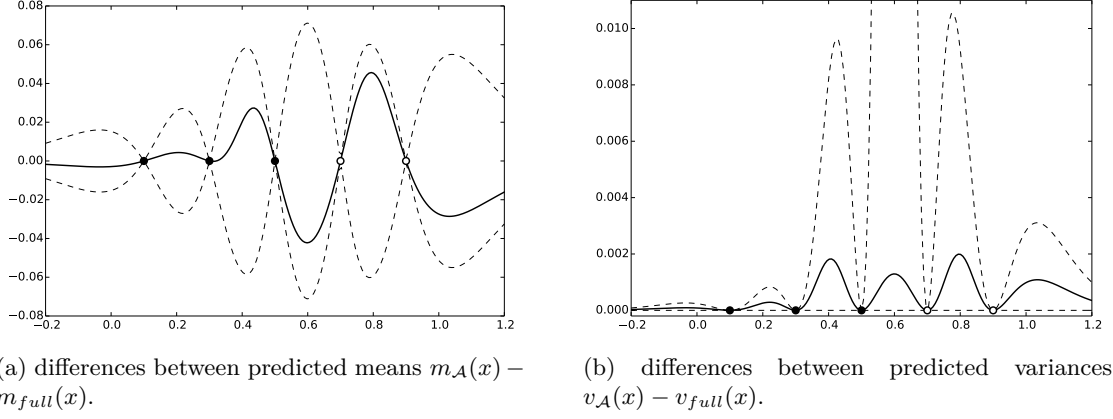 0.08
0.06
0.04
0.02
0.00
−0.02
−0.04
−0.06
−0.08
−0.2 0.0 0.2 0.4 0.6 0.8 1.0 1.2
0.010
0.008
0.006
0.004
0.002
0.000
−0.2 0.0 0.2 0.4 0.6 0.8 1.0 1.2
(a) differences between predicted means m_A(x) −
m_full(x).
(b) differences between predicted variances
v_A(x) − v_full(x).